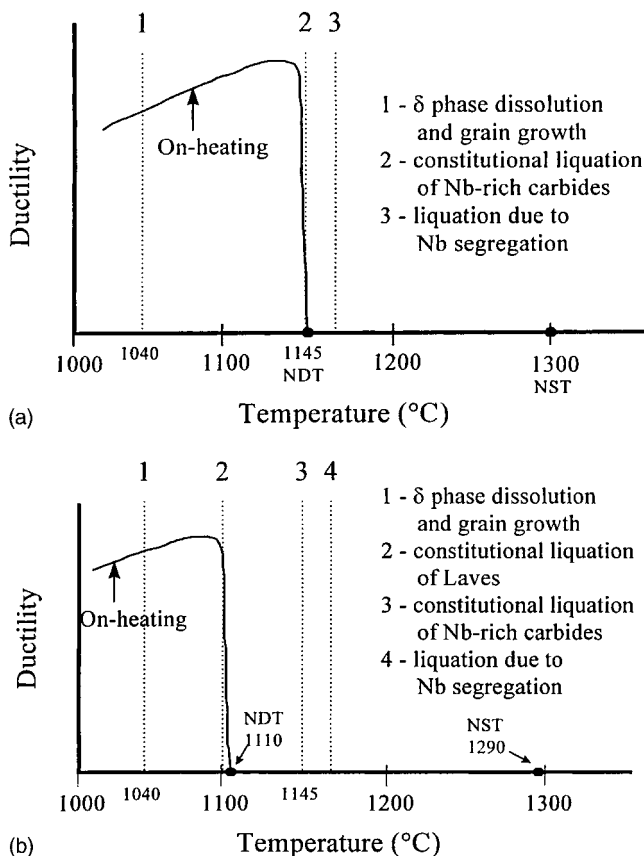 1 2 3
Ductility
On-heating
1 - δ phase dissolution
and grain growth
2 - constitutional liquation
of Nb-rich carbides
3 - liquation due to
Nb segregation
1000 1040 1100 1145 1200 1300
NDT NST
(a) Temperature (°C)
1 2 3 4
Ductility
On-heating
1 - δ phase dissolution
and grain growth
2 - constitutional liquation
of Laves
3 - constitutional liquation
of Nb-rich carbides
4 - liquation due to
Nb segregation
NDT
1110
NST
1290
1000 1040 1100 1145 1200 1300
(b) Temperature (°C)